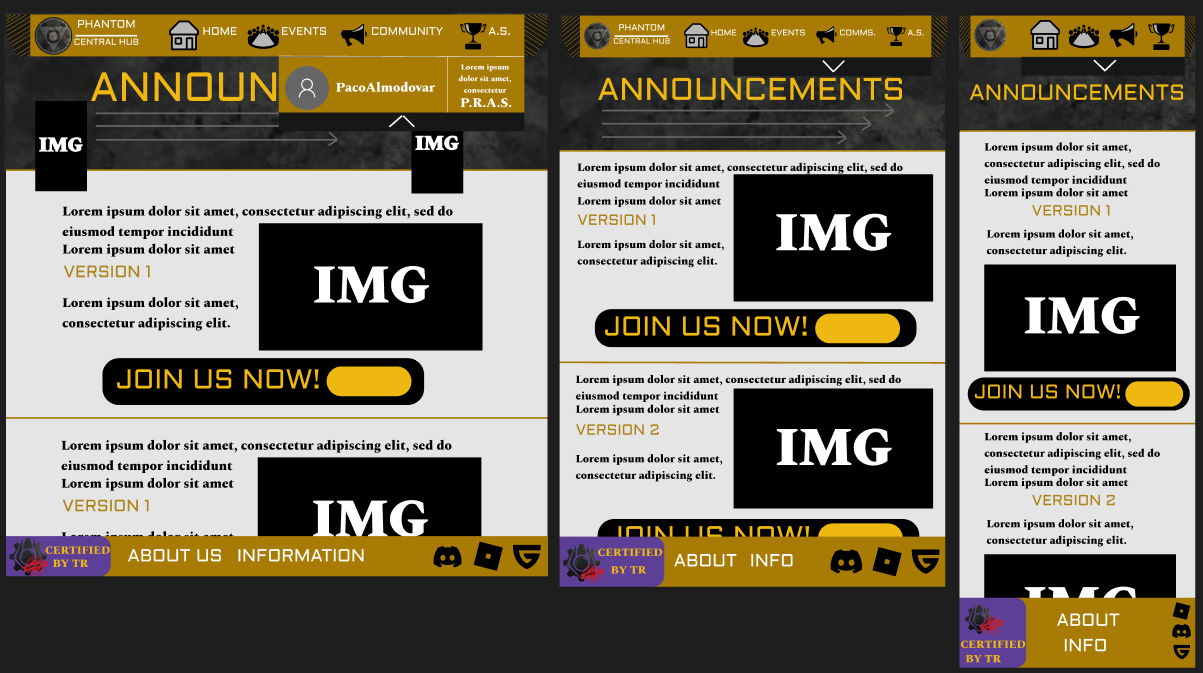 PHANTOM
CENTRAL HUB
HOME
EVENTS
COMMUNITY
A.S.
ANNOUN
PacoAlmodovar
Lorem ipsum
dolor sit amet,
consectetur
P.R.A.S.
IMG
IMG
Lorem ipsum dolor sit amet, consectetur adipiscing elit, sed do
eiusmod tempor incididunt
Lorem ipsum dolor sit amet
VERSION 1
Lorem ipsum dolor sit amet,
consectetur adipiscing elit.
IMG
JOIN US NOW!
Lorem ipsum dolor sit amet, consectetur adipiscing elit, sed do
eiusmod tempor incididunt
Lorem ipsum dolor sit amet
VERSION 1
Lorem ipsum dolor sit amet,
IMG
CERTIFIED
BY TR
ABOUT US INFORMATION
PHANTOM
CENTRAL HUB
HOME
EVENTS
COMMS.
A.S.
ANNOUNCEMENTS
Lorem ipsum dolor sit amet, consectetur adipiscing elit, sed do
eiusmod tempor incididunt
Lorem ipsum dolor sit amet
VERSION 1
Lorem ipsum dolor sit amet,
consectetur adipiscing elit.
IMG
JOIN US NOW!
Lorem ipsum dolor sit amet, consectetur adipiscing elit, sed do
eiusmod tempor incididunt
Lorem ipsum dolor sit amet
VERSION 2
Lorem ipsum dolor sit amet,
consectetur adipiscing elit.
IMG
JOIN US NOW!
CERTIFIED
BY TR
ABOUT INFO
ANNOUNCEMENTS
Lorem ipsum dolor sit amet,
consectetur adipiscing elit, sed do
eiusmod tempor incididunt
Lorem ipsum dolor sit amet
VERSION 1
Lorem ipsum dolor sit amet,
consectetur adipiscing elit.
IMG
JOIN US NOW!
Lorem ipsum dolor sit amet,
consectetur adipiscing elit, sed do
eiusmod tempor incididunt
Lorem ipsum dolor sit amet
VERSION 2
Lorem ipsum dolor sit amet,
consectetur adipiscing elit.
IMG
CERTIFIED
BY TR
ABOUT
INFO